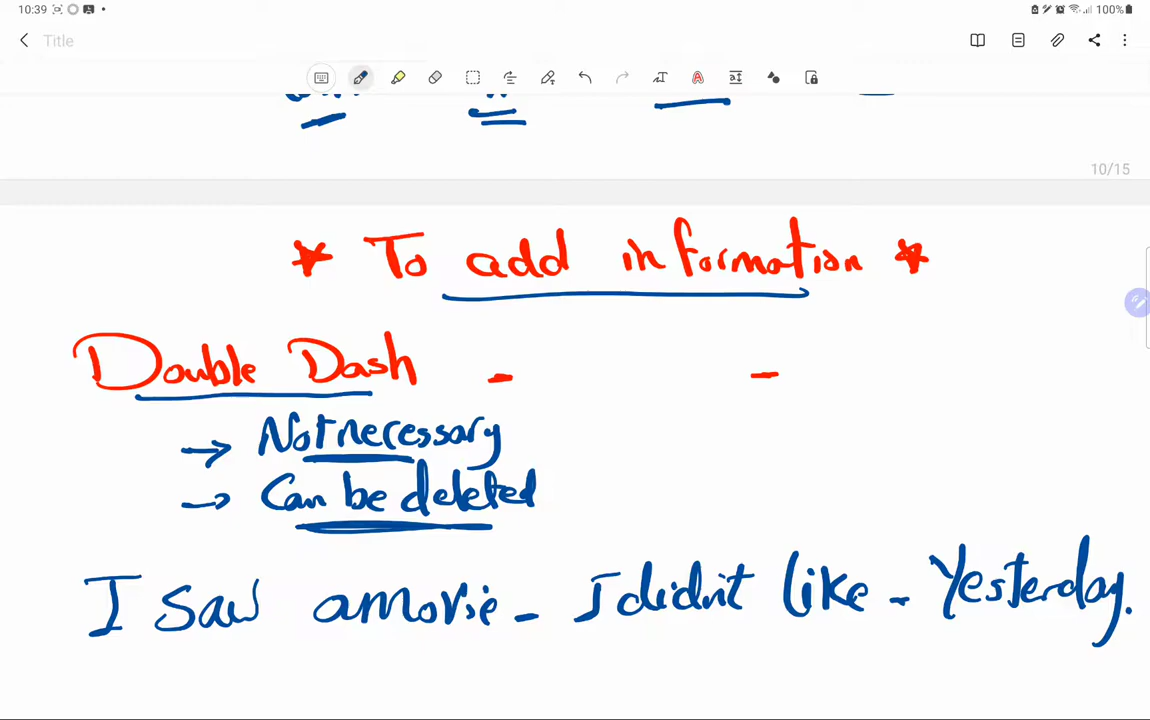 10:39 100%
Title
10/15
* To add information *
Double Dash - -
→ Not necessary
→ Can be deleted
I saw a movie - I didn't like - Yesterday.